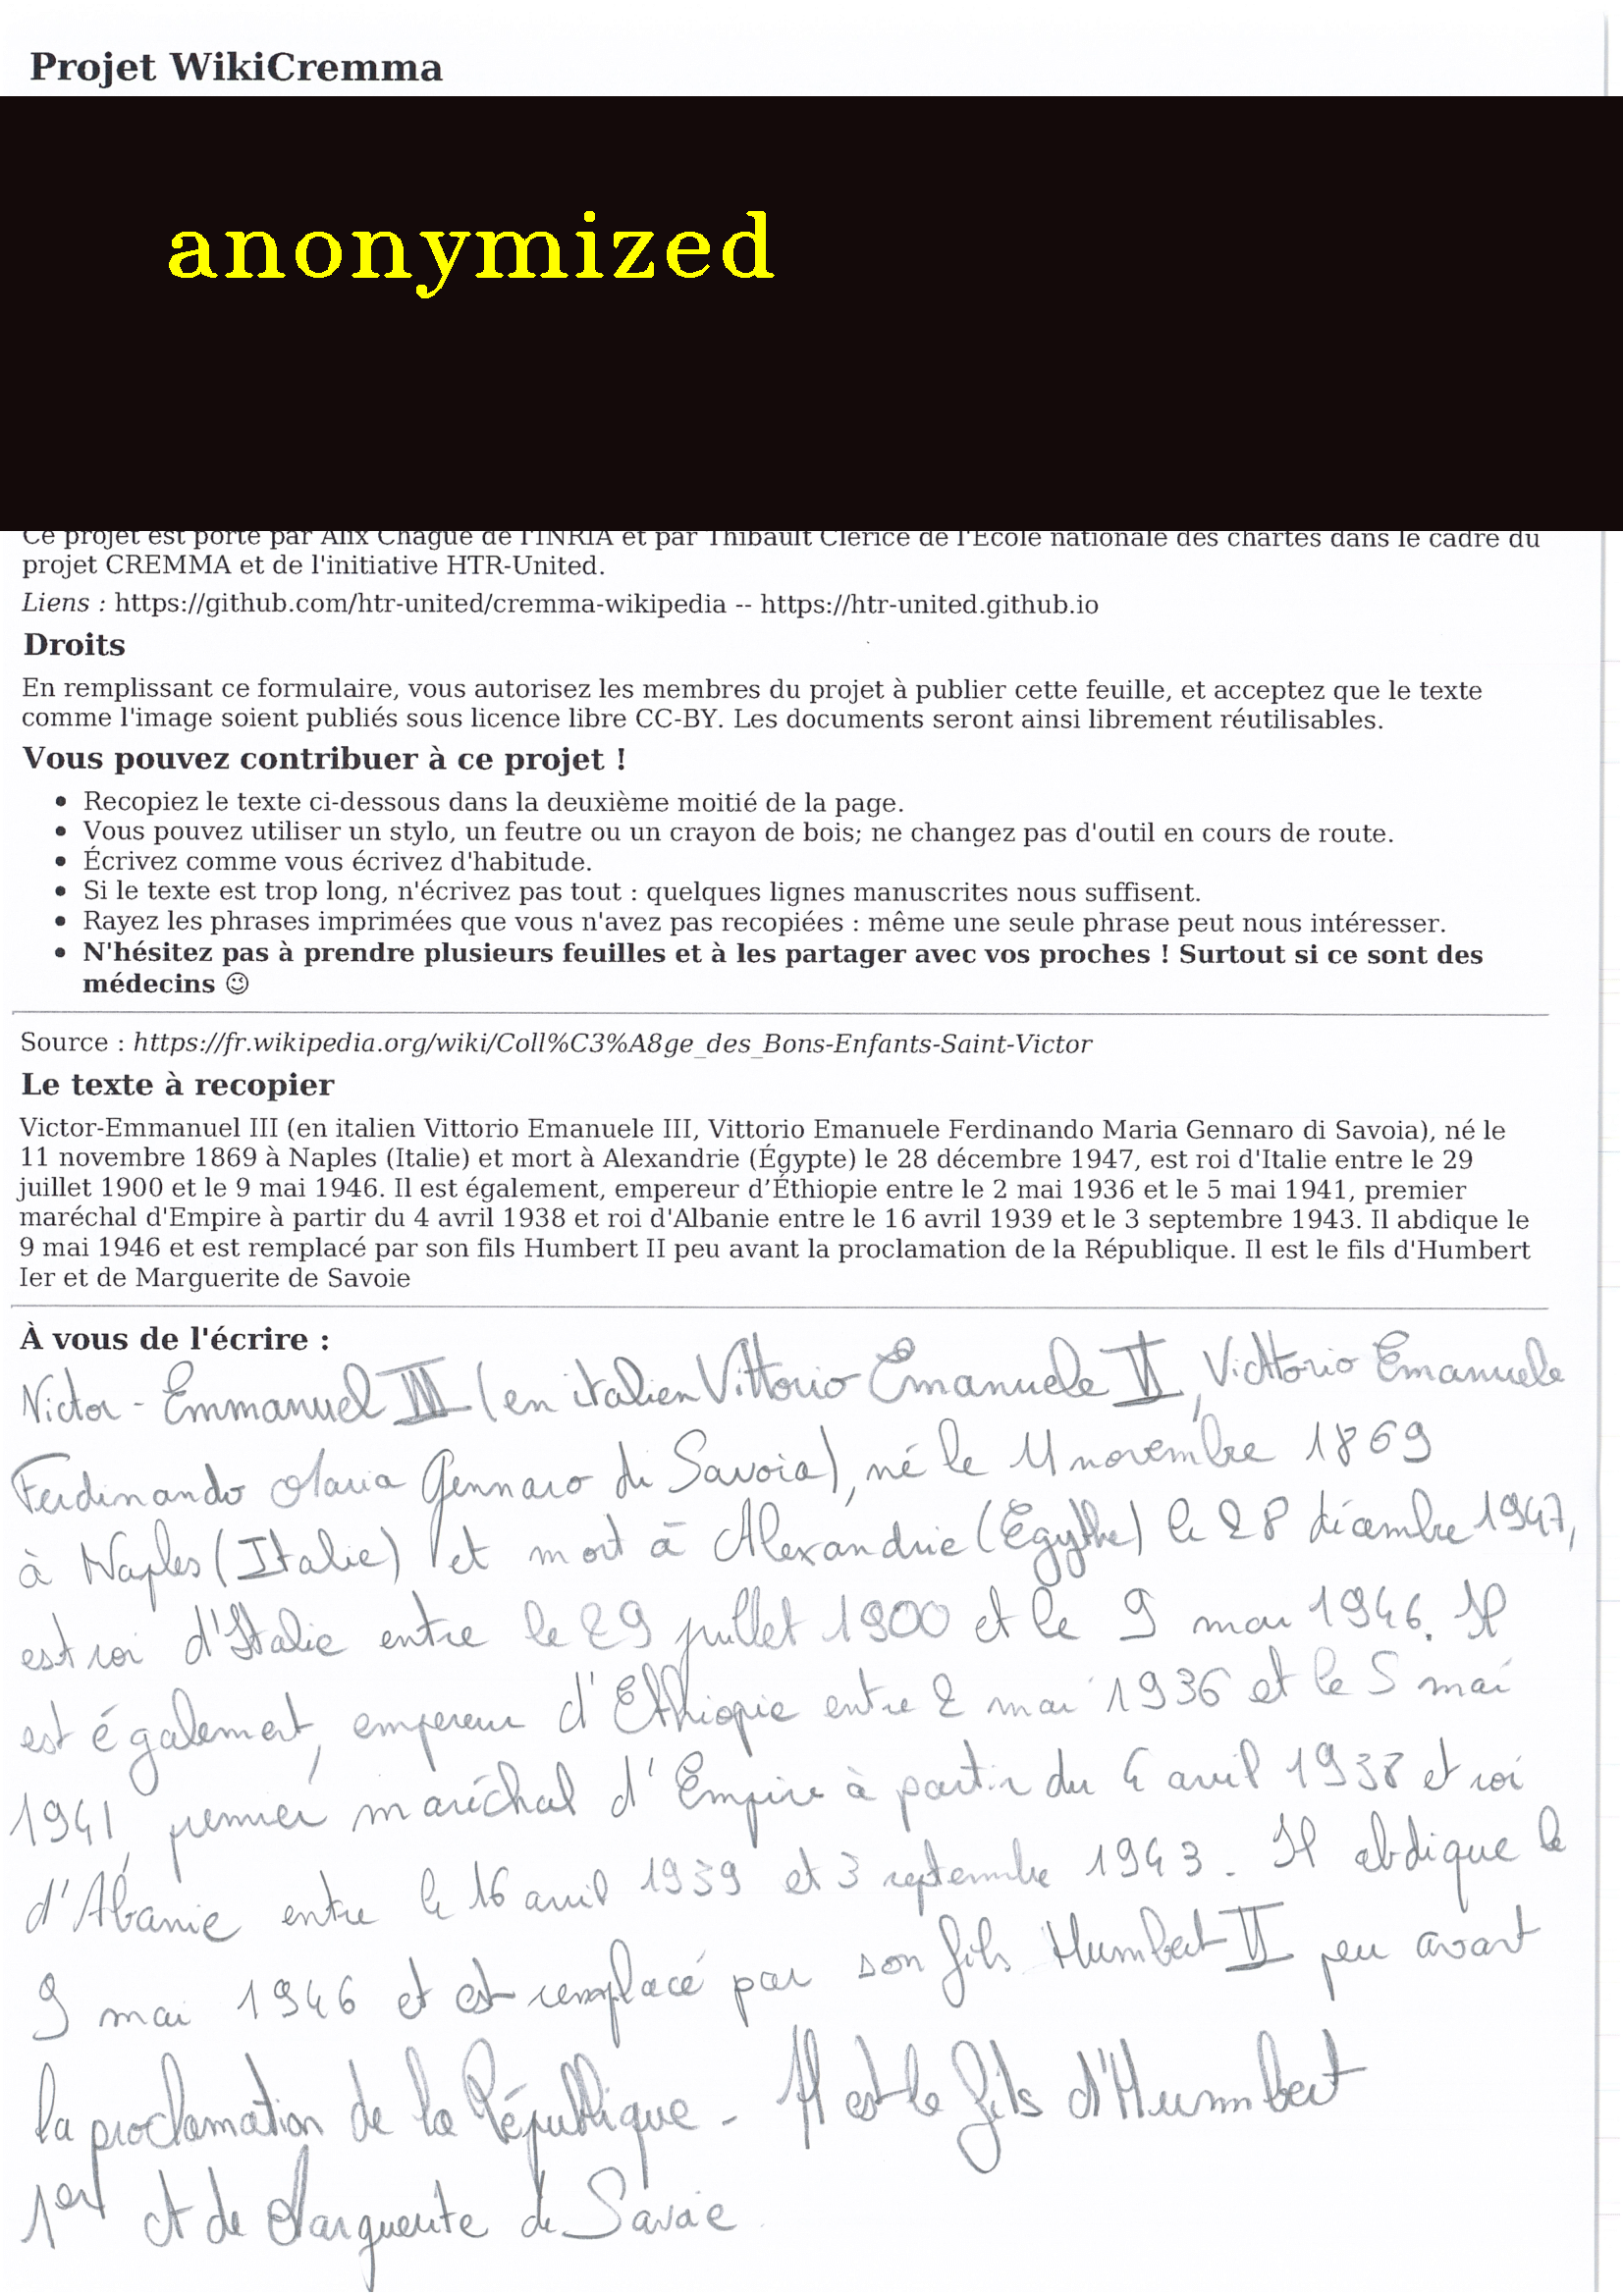 Projet WikiCremma
anonymized
Ce projet est porté par Alix Chagué de l'INRIA et par Thibault Clérice de l'École nationale des chartes dans le cadre du
projet CREMMA et de l'initiative HTR-United.
Liens : https://github.com/htr-united/cremma-wikipedia -- https://htr-united.github.io
Droits
En remplissant ce formulaire, vous autorisez les membres du projet à publier cette feuille, et acceptez que le texte
comme l'image soient publiés sous licence libre CC-BY. Les documents seront ainsi librement réutilisables.
Vous pouvez contribuer à ce projet !
• Recopiez le texte ci-dessous dans la deuxième moitié de la page.
• Vous pouvez utiliser un stylo, un feutre ou un crayon de bois; ne changez pas d'outil en cours de route.
• Écrivez comme vous écrivez d'habitude.
• Si le texte est trop long, n'écrivez pas tout : quelques lignes manuscrites nous suffisent.
• Rayez les phrases imprimées que vous n'avez pas recopiées : même une seule phrase peut nous intéresser.
• N'hésitez pas à prendre plusieurs feuilles et à les partager avec vos proches ! Surtout si ce sont des
médecins 😉
Source : https://fr.wikipedia.org/wiki/Coll%C3%A8ge_des_Bons-Enfants-Saint-Victor
Le texte à recopier
Victor-Emmanuel III (en italien Vittorio Emanuele III, Vittorio Emanuele Ferdinando Maria Gennaro di Savoia), né le
11 novembre 1869 à Naples (Italie) et mort à Alexandrie (Égypte) le 28 décembre 1947, est roi d'Italie entre le 29
juillet 1900 et le 9 mai 1946. Il est également, empereur d’Éthiopie entre le 2 mai 1936 et le 5 mai 1941, premier
maréchal d'Empire à partir du 4 avril 1938 et roi d'Albanie entre le 16 avril 1939 et le 3 septembre 1943. Il abdique le
9 mai 1946 et est remplacé par son fils Humbert II peu avant la proclamation de la République. Il est le fils d'Humbert
Ier et de Marguerite de Savoie
À vous de l'écrire :
Victor - Emmanuel III (en italien Vittorio Emanuele II, Victtorio Emanuele
Ferdinando Maria Gennaro di Savoia), né le 11 novembre 1869
à Naples (Italie) et mort à Alexandrie (Egypte) le 28 décembre 1947,
est roi d'Italie entre le 29 juillet 1900 et le 9 mai 1946. Il
est également, empereur d'Ethiopie entre 2 mai 1936 et le 5 mai
1941, premier maréchal d'Empire à partir du 4 avril 1938 et roi
d'Abanie entre le 16 avril 1939 et 3 septembre 1943. Il abdique le
9 mai 1946 et est remplacé par son fils Humbert II peu avant
la proclamation de la République. Il est le fils d'Humbert
1er et de Marguerite de Savoie.